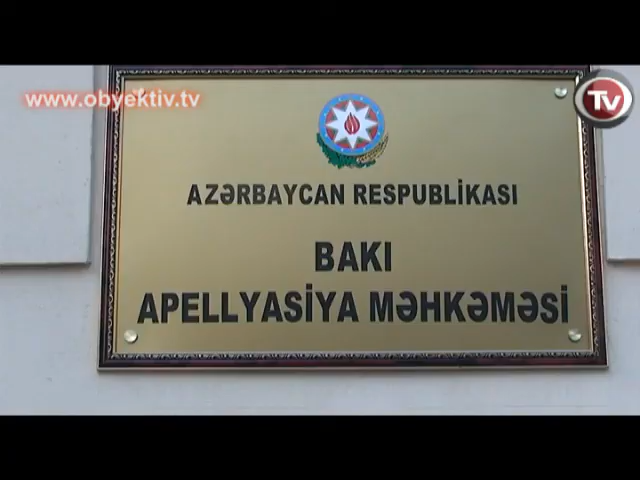 www.obyektiv.tv
Tv
AZƏRBAYCAN RESPUBLİKASI
BAKI
APELLYASİYA MƏHKƏMƏSİ